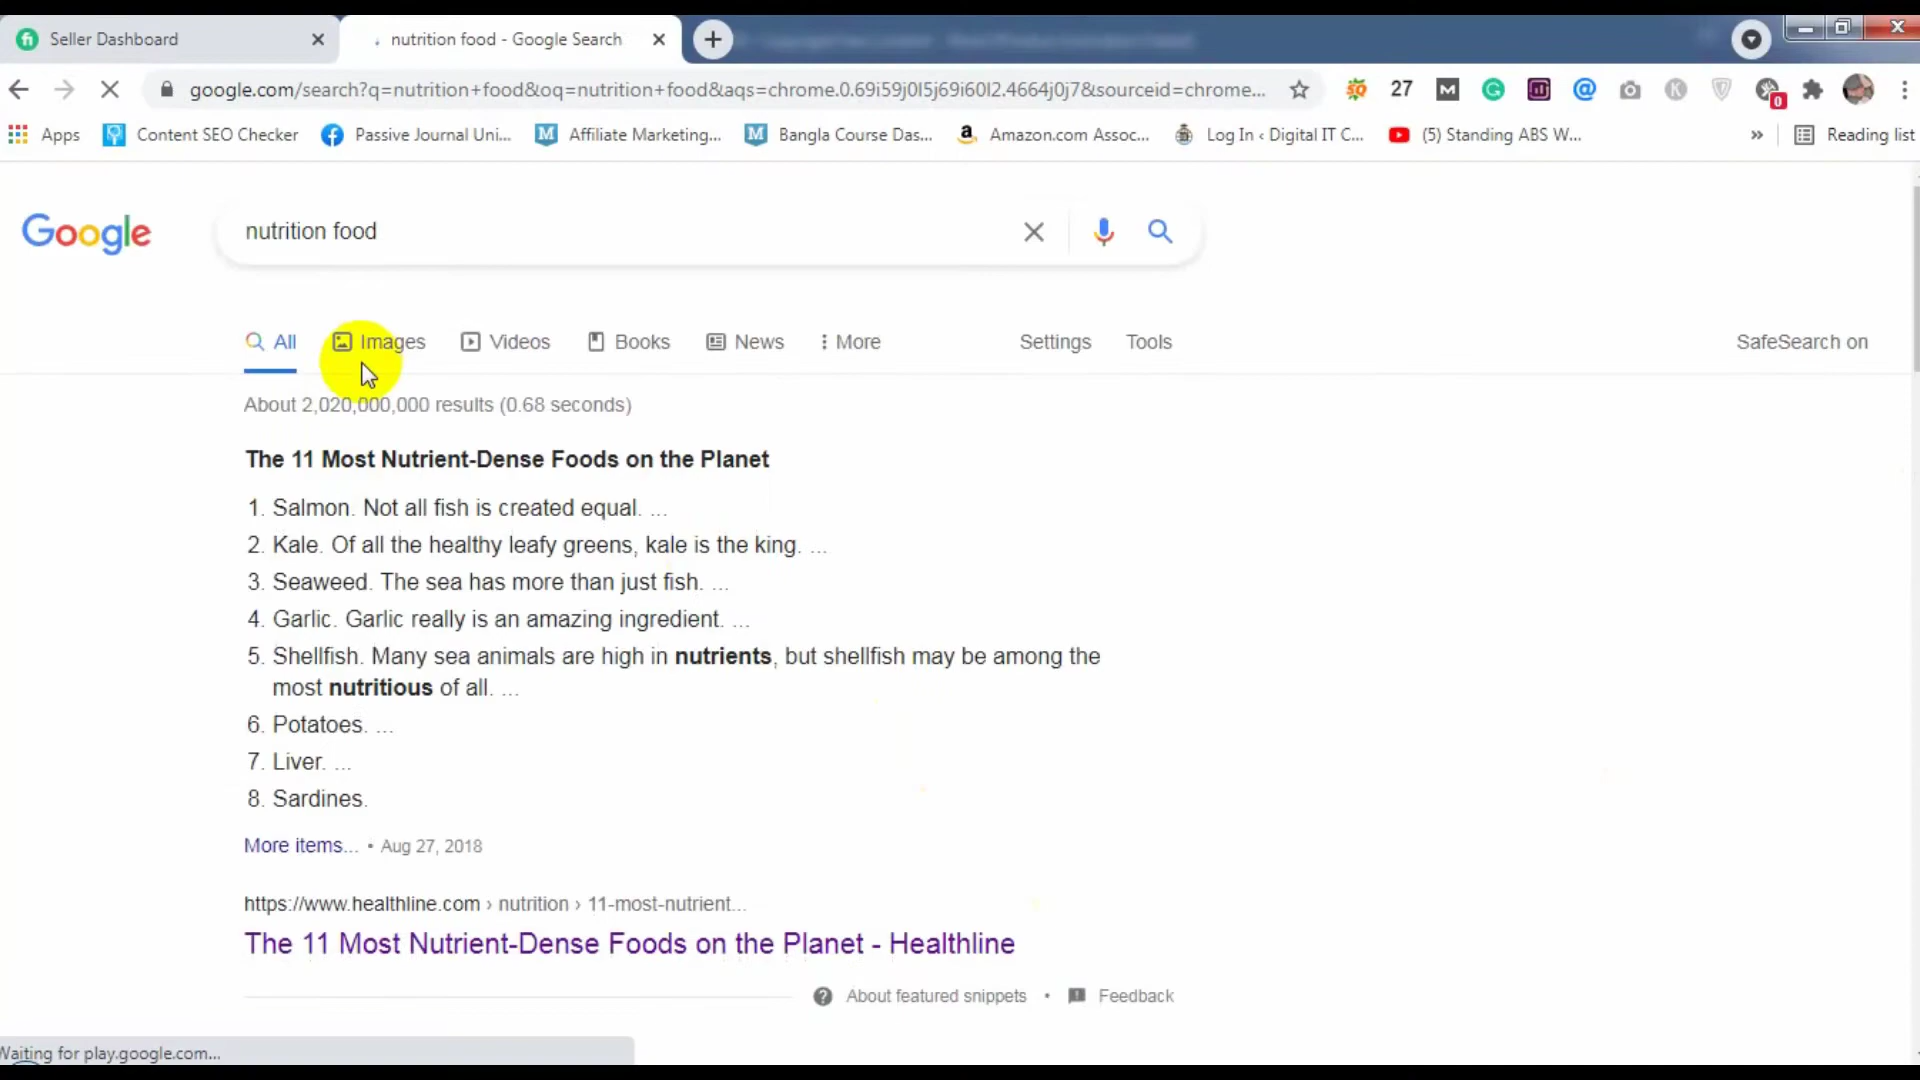 Seller Dashboard
nutrition food - Google Search
google.com/search?q=nutrition+food&oq=nutrition+food&aqs=chrome.0.69i59j0l5j69i60l2.4664j0j7&sourceid=chrome...
27
0
Apps
Content SEO Checker
Passive Journal Uni...
Affiliate Marketing...
Bangla Course Das...
Amazon.com Assoc...
Log In ‹ Digital IT C...
(5) Standing ABS W...
»
Reading list
Google
nutrition food
All
Images
Videos
Books
News
More
Settings
Tools
SafeSearch on
About 2,020,000,000 results (0.68 seconds)
The 11 Most Nutrient-Dense Foods on the Planet
1. Salmon. Not all fish is created equal. ...
2. Kale. Of all the healthy leafy greens, kale is the king. ...
3. Seaweed. The sea has more than just fish. ...
4. Garlic. Garlic really is an amazing ingredient. ...
5. Shellfish. Many sea animals are high in nutrients, but shellfish may be among the
most nutritious of all. ...
6. Potatoes. ...
7. Liver. ...
8. Sardines.
More items... • Aug 27, 2018
https://www.healthline.com › nutrition › 11-most-nutrient...
The 11 Most Nutrient-Dense Foods on the Planet - Healthline
About featured snippets • Feedback
Waiting for play.google.com...